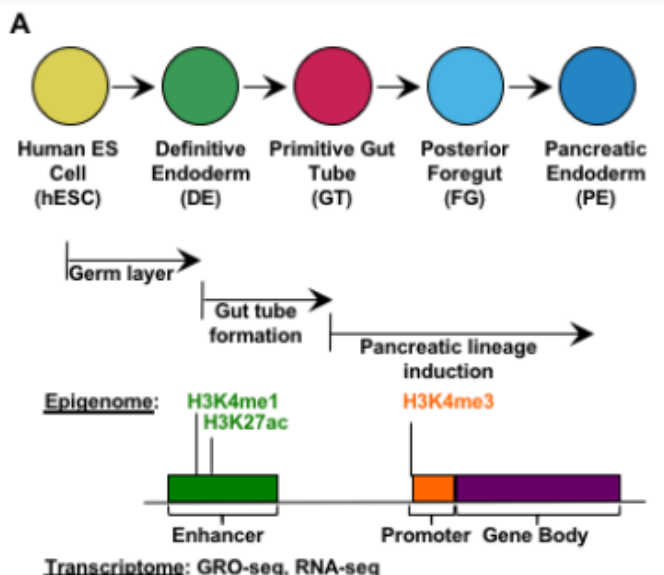 A
Human ES Cell (hESC)
Definitive Endoderm (DE)
Primitive Gut Tube (GT)
Posterior Foregut (FG)
Pancreatic Endoderm (PE)
Germ layer
Gut tube
formation
Pancreatic lineage
induction
Epigenome:
H3K4me1
H3K27ac
H3K4me3
Enhancer
Promoter
Gene Body
Transcriptome: GRO-seq, RNA-seq